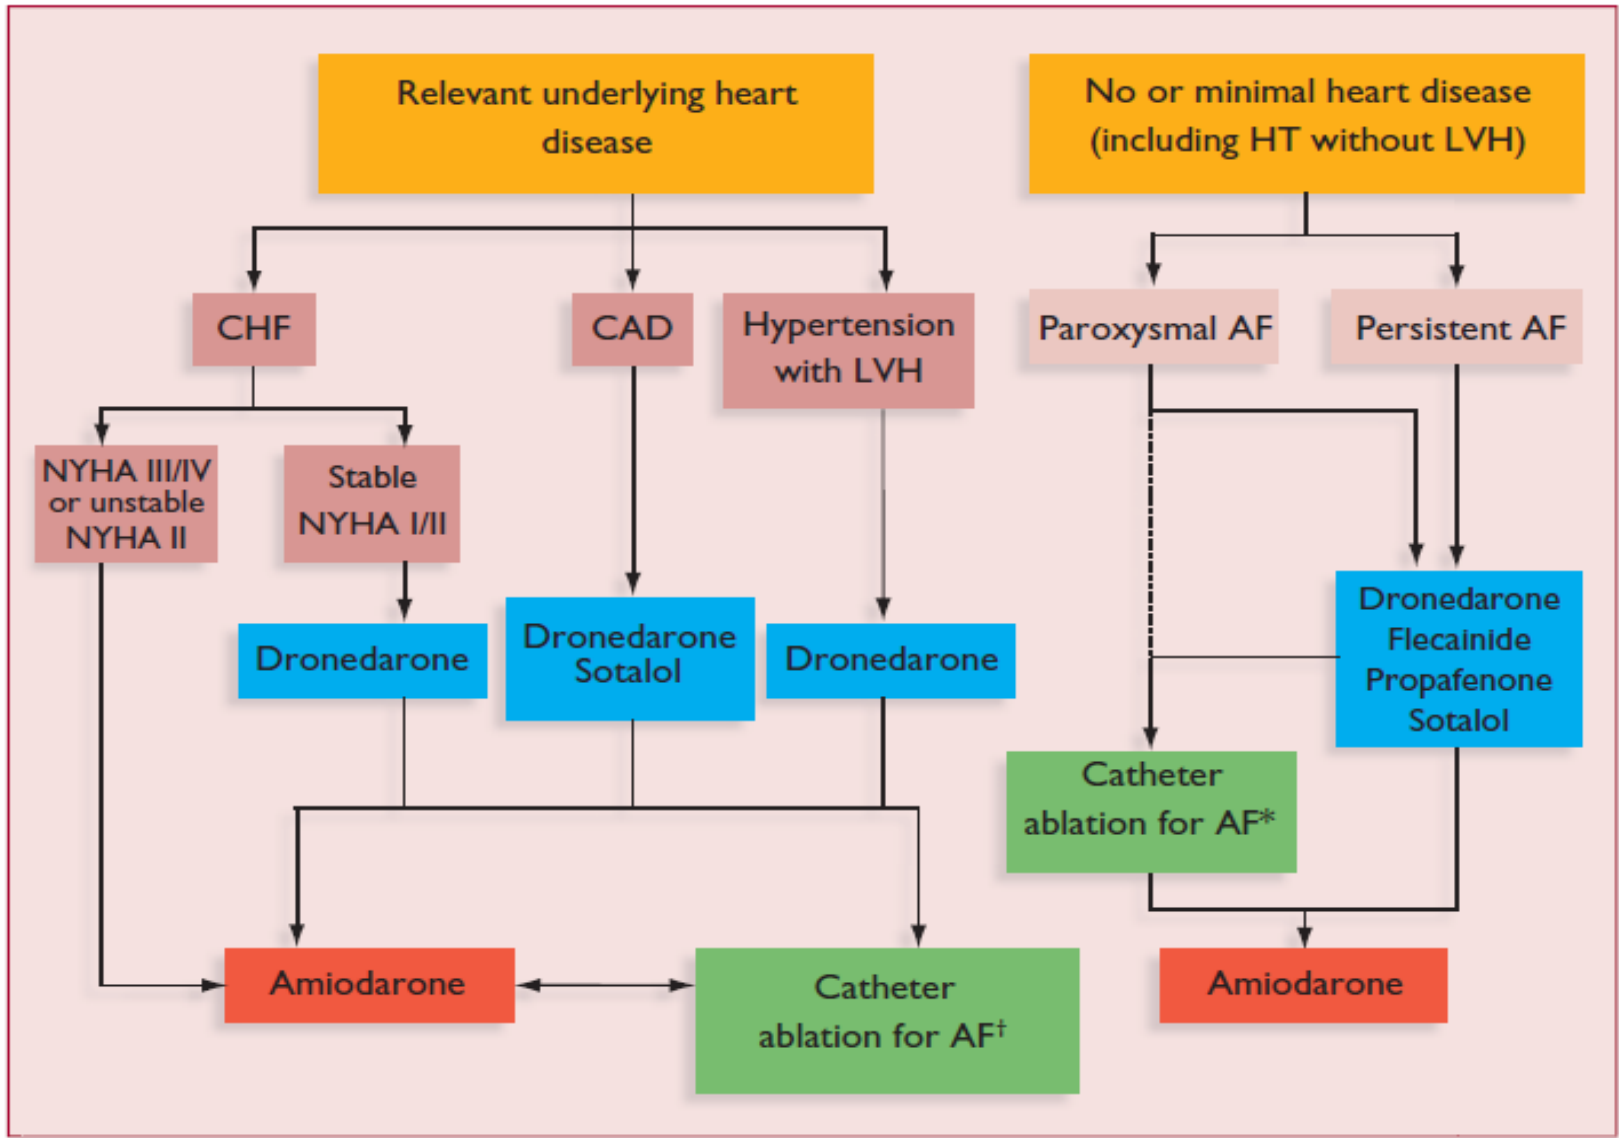 Relevant underlying heart
disease
No or minimal heart disease
(including HT without LVH)
CHF
CAD
Hypertension
with LVH
Paroxysmal AF
Persistent AF
NYHA III/IV
or unstable
NYHA II
Stable
NYHA I/II
Dronedarone
Dronedarone
Sotalol
Dronedarone
Dronedarone
Flecainide
Propafenone
Sotalol
Catheter
ablation for AF*
Amiodarone
Catheter
ablation for AF†
Amiodarone